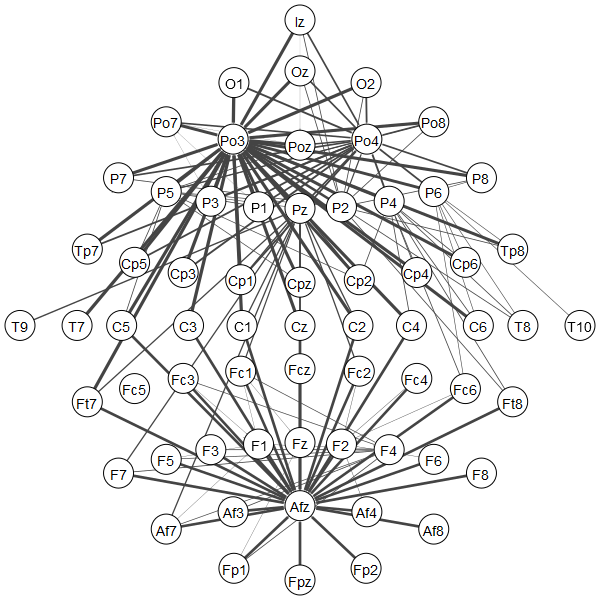 Iz
Oz
O1 O2
Po7 Po8
Po3 Poz Po4
P7 P8
P5 P3 P1 Pz P2 P4 P6
Tp7 Tp8
Cp5 Cp3 Cp1 Cpz Cp2 Cp4 Cp6
T9 T7 C5 C3 C1 Cz C2 C4 C6 T8 T10
Fc3 Fc1 Fcz Fc2 Fc4
Ft7 Fc5 Fc6 Ft8
F7 F5 F3 F1 Fz F2 F4 F6 F8
Af7 Af3 Afz Af4 Af8
Fp1 Fpz Fp2